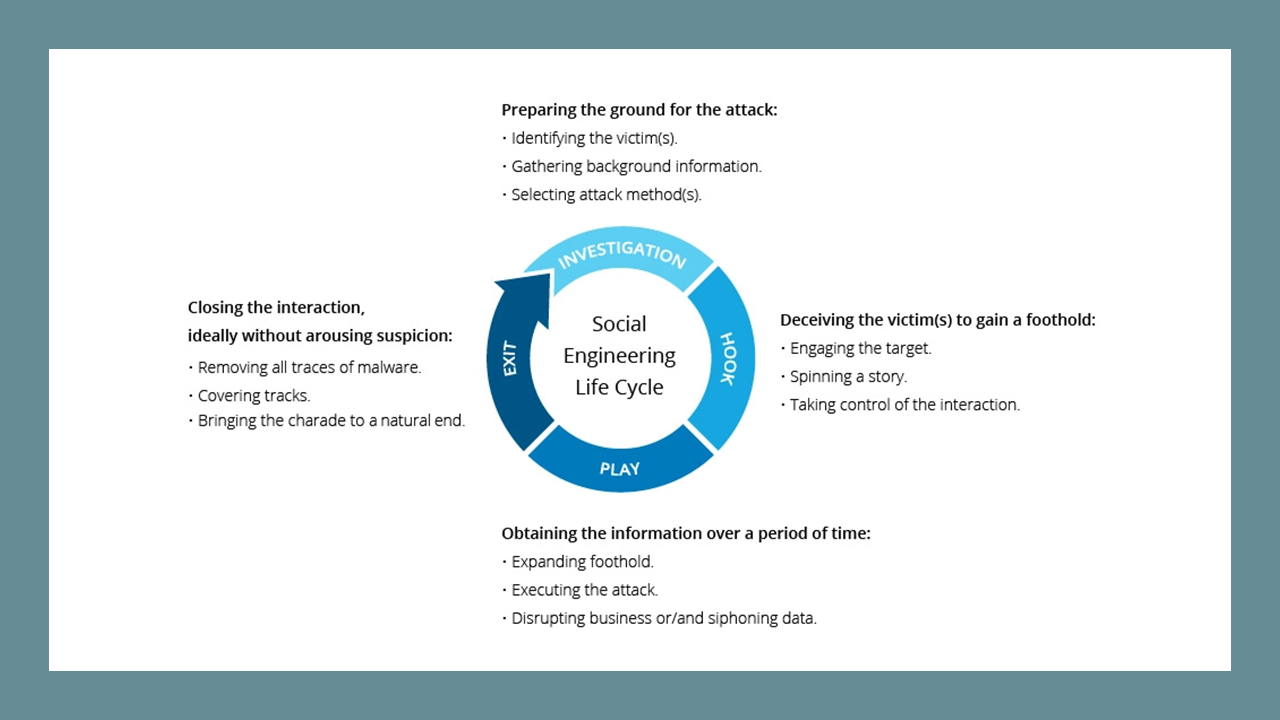 Preparing the ground for the attack:
· Identifying the victim(s).
· Gathering background information.
· Selecting attack method(s).
INVESTIGATION
HOOK
PLAY
EXIT
Social
Engineering
Life Cycle
Deceiving the victim(s) to gain a foothold:
· Engaging the target.
· Spinning a story.
· Taking control of the interaction.
Obtaining the information over a period of time:
· Expanding foothold.
· Executing the attack.
· Disrupting business or/and siphoning data.
Closing the interaction,
ideally without arousing suspicion:
· Removing all traces of malware.
· Covering tracks.
· Bringing the charade to a natural end.